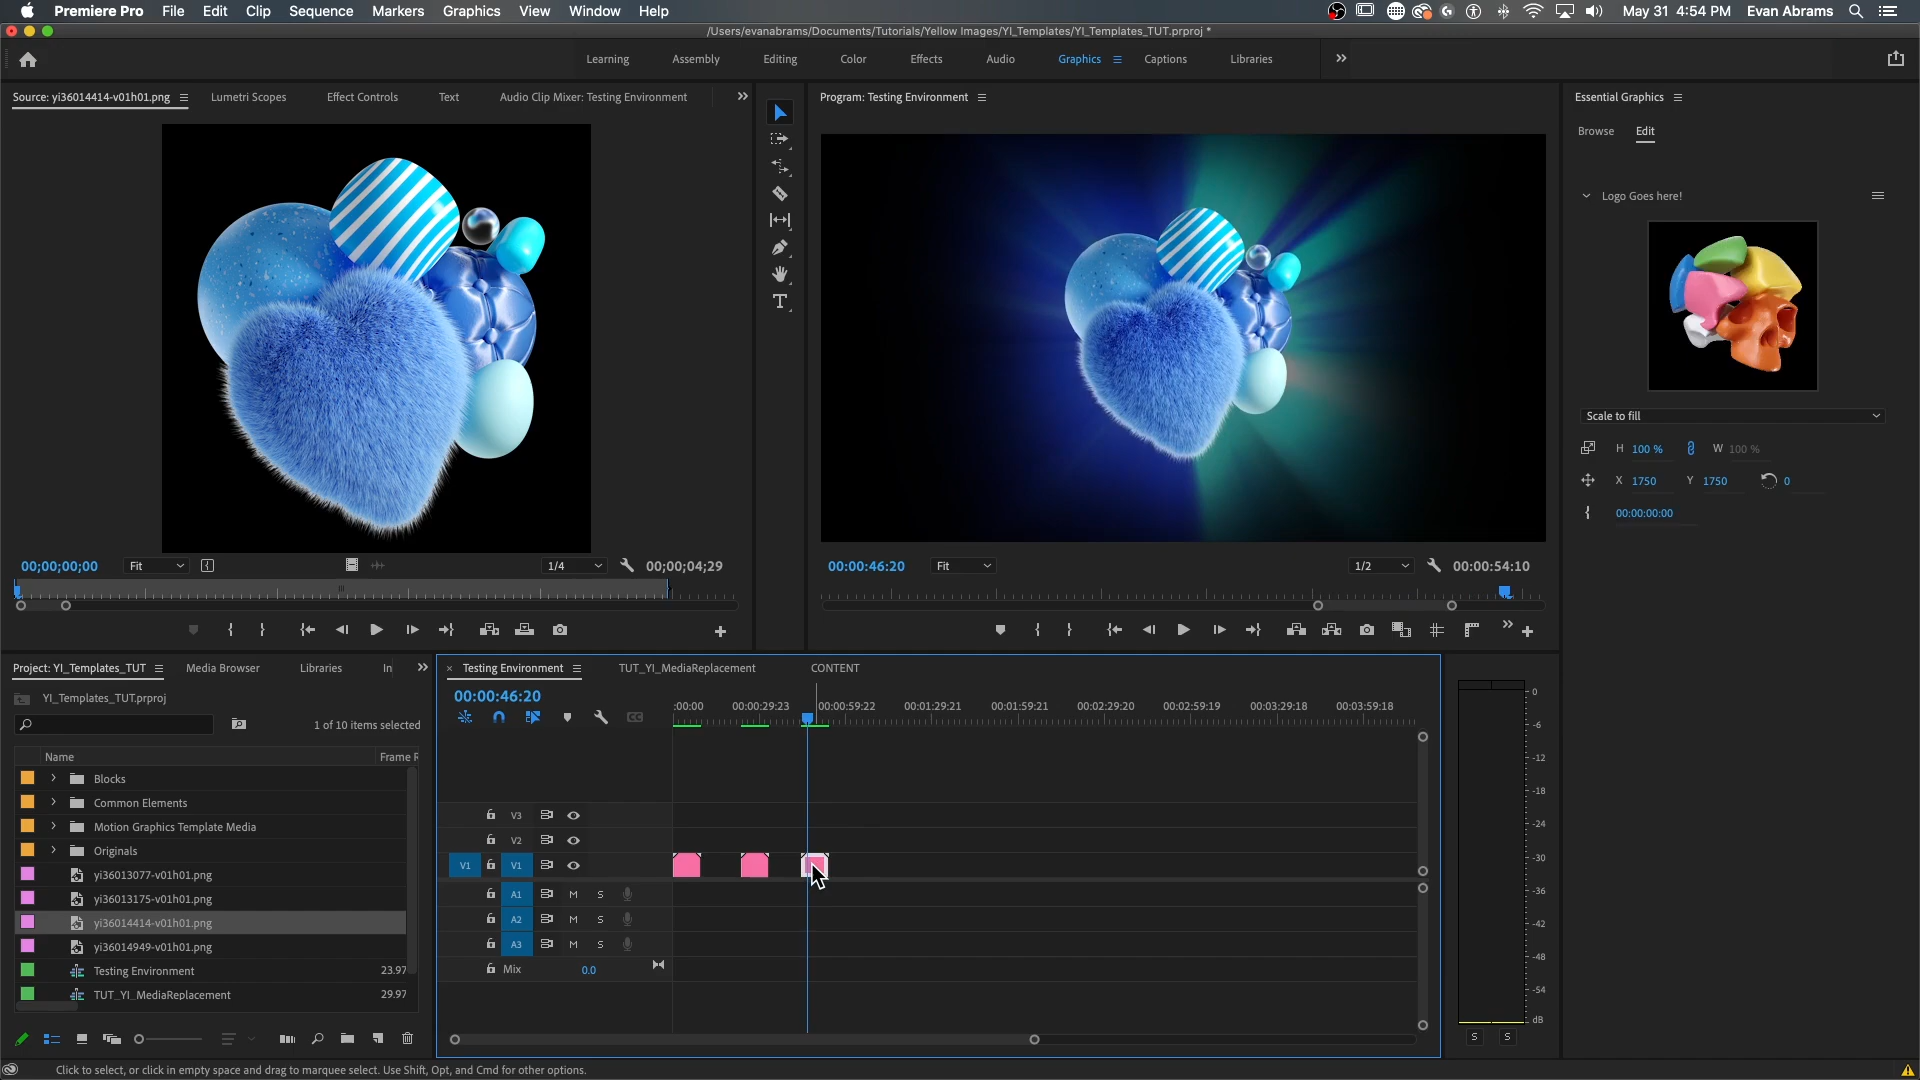 Premiere Pro File Edit Clip Sequence Markers Graphics View Window Help May 31 4:54 PM Evan Abrams
/Users/evanabrams/Documents/Tutorials/Yellow Images/YI_Templates/YI_Templates_TUT.prproj *
Learning Assembly Editing Color Effects Audio Graphics Captions Libraries
Source: yi36014414-v01h01.png Lumetri Scopes Effect Controls Text Audio Clip Mixer: Testing Environment
Program: Testing Environment
Essential Graphics
Browse Edit
Logo Goes here!
Scale to fill
H 100 % W 100 %
X 1750 Y 1750 0
00:00:00:00
00;00;00;00 Fit 1/4 00;00;04;29
00:00:46:20 Fit 1/2 00:00:54:10
Project: YI_Templates_TUT Media Browser Libraries In
YI_Templates_TUT.prproj
1 of 10 items selected
Name Frame R
Blocks
Common Elements
Motion Graphics Template Media
Originals
yi36013077-v01h01.png
yi36013175-v01h01.png
yi36014414-v01h01.png
yi36014949-v01h01.png
Testing Environment 23.97
TUT_YI_MediaReplacement 29.97
× Testing Environment TUT_YI_MediaReplacement CONTENT
00:00:46:20
:00:00 00:00:29:23 00:00:59:22 00:01:29:21 00:01:59:21 00:02:29:20 00:02:59:19 00:03:29:18 00:03:59:18
V3
V2
V1 V1
A1 M S
A2 M S
A3 M S
Mix 0.0
0
-6
-12
-18
-24
-30
-36
-42
-48
-54
dB
S S
Click to select, or click in empty space and drag to marquee select. Use Shift, Opt, and Cmd for other options.